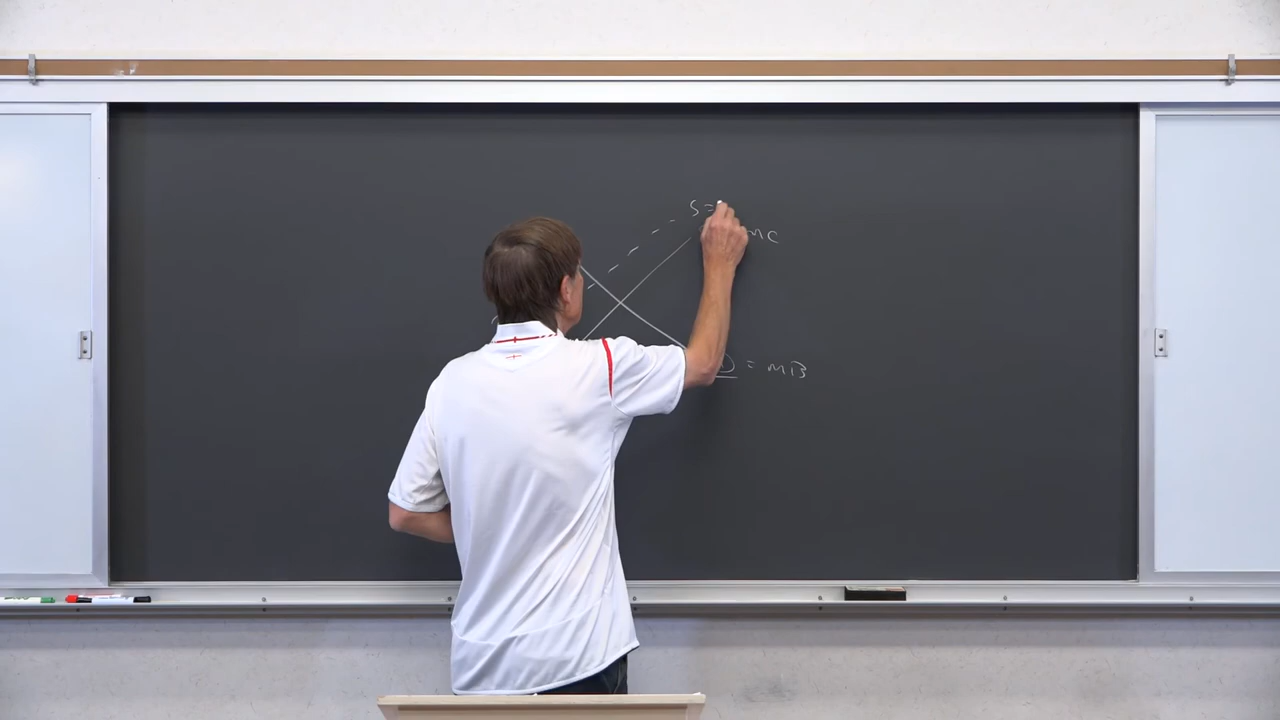 S =
MC
D = MB